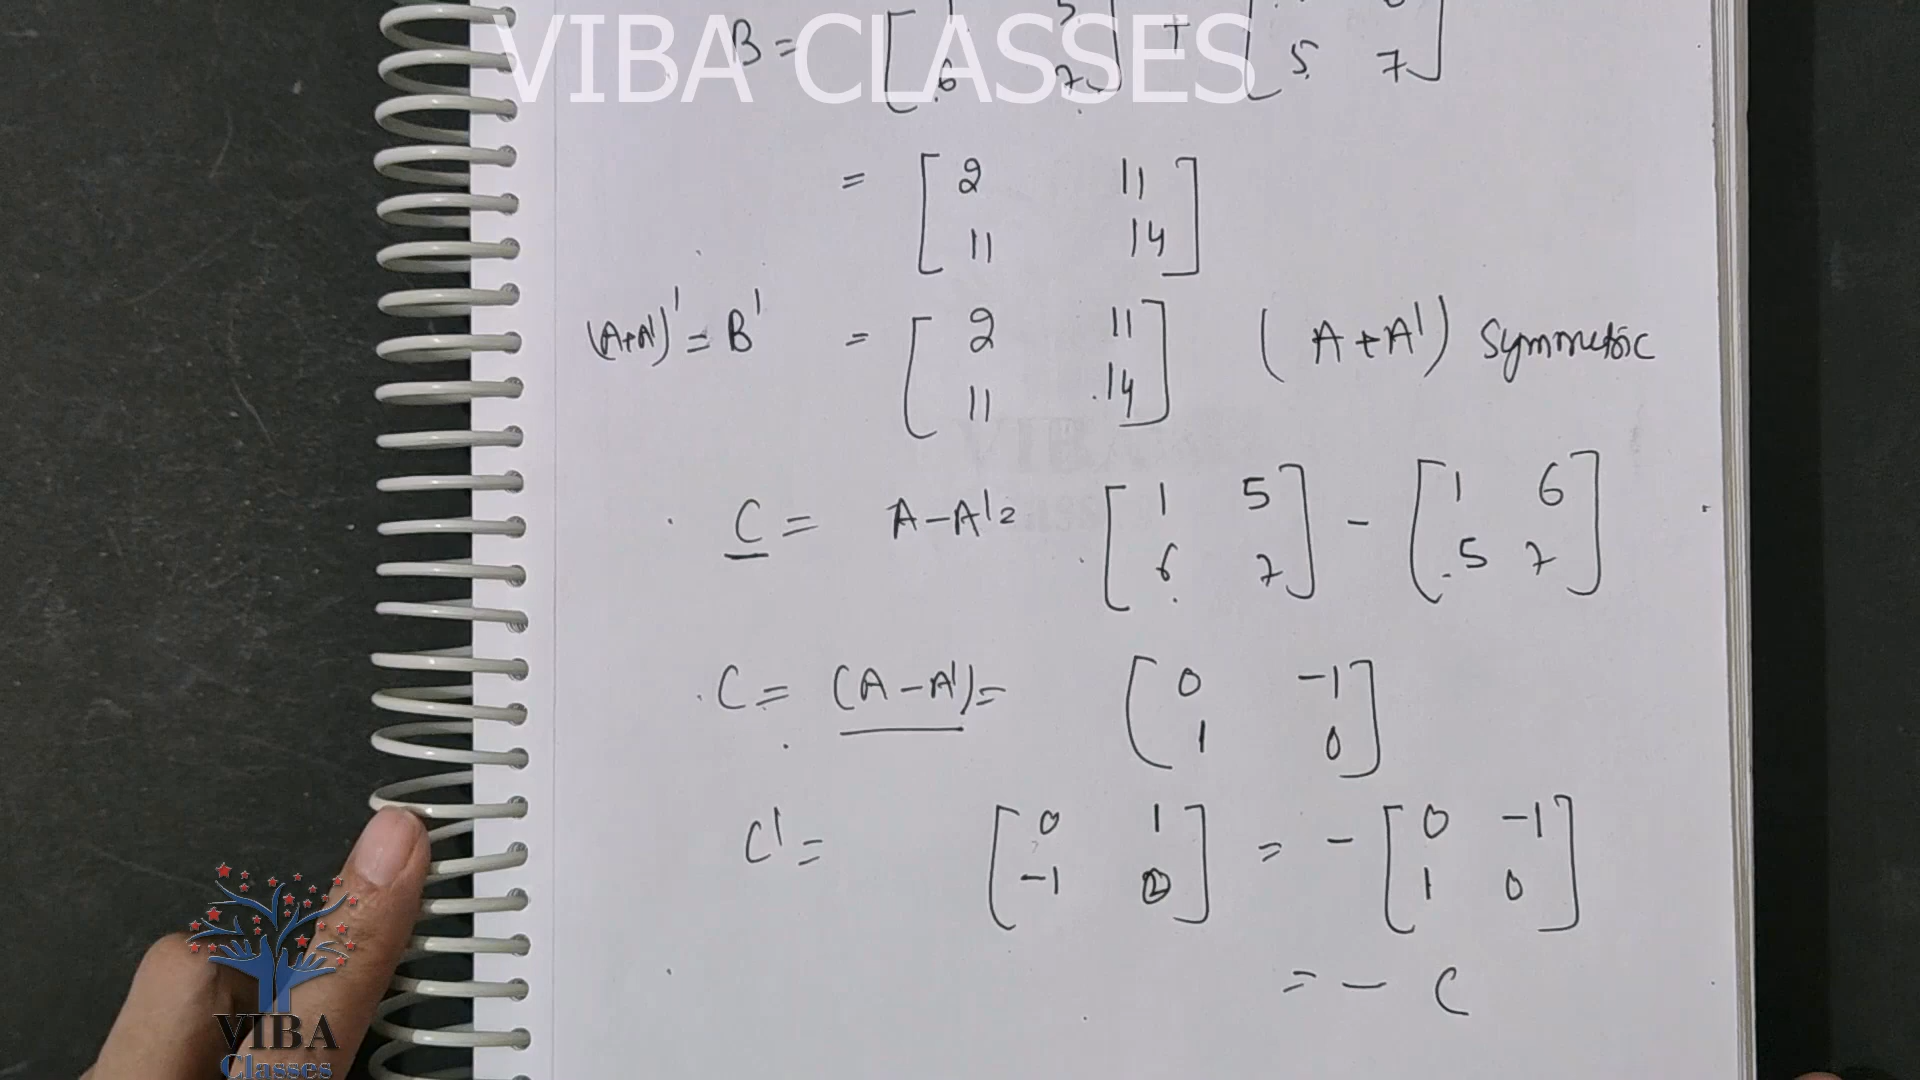 VIBA CLASSES
B = [ 5 ] + [ ]
[ 6 7 ] [ 5 7 ]
= [ 2 11 ]
[ 11 14 ]
(A+A')' = B' = [ 2 11 ] (A+A') Symmetric
[ 11 14 ]
C = A-A' = [ 1 5 ] - [ 1 6 ]
[ 6 7 ] [ 5 7 ]
C = (A-A') = [ 0 -1 ]
[ 1 0 ]
C' = [ 0 1 ] = - [ 0 -1 ]
[ -1 0 ] [ 1 0 ]
= - C
VIBA
Classes